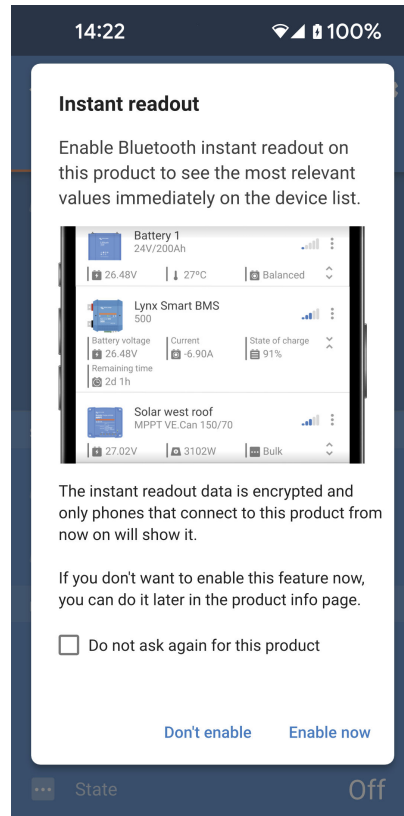 14:22
100%
Instant readout
Enable Bluetooth instant readout on
this product to see the most relevant
values immediately on the device list.
Battery 1
24V/200Ah
26.48V
27ºC
Balanced
Lynx Smart BMS
500
Battery voltage
Current
State of charge
26.48V
-6.90A
91%
Remaining time
2d 1h
Solar west roof
MPPT VE.Can 150/70
27.02V
3102W
Bulk
The instant readout data is encrypted and
only phones that connect to this product from
now on will show it.
If you don't want to enable this feature now,
you can do it later in the product info page.
Do not ask again for this product
Don't enable
Enable now
State
Off